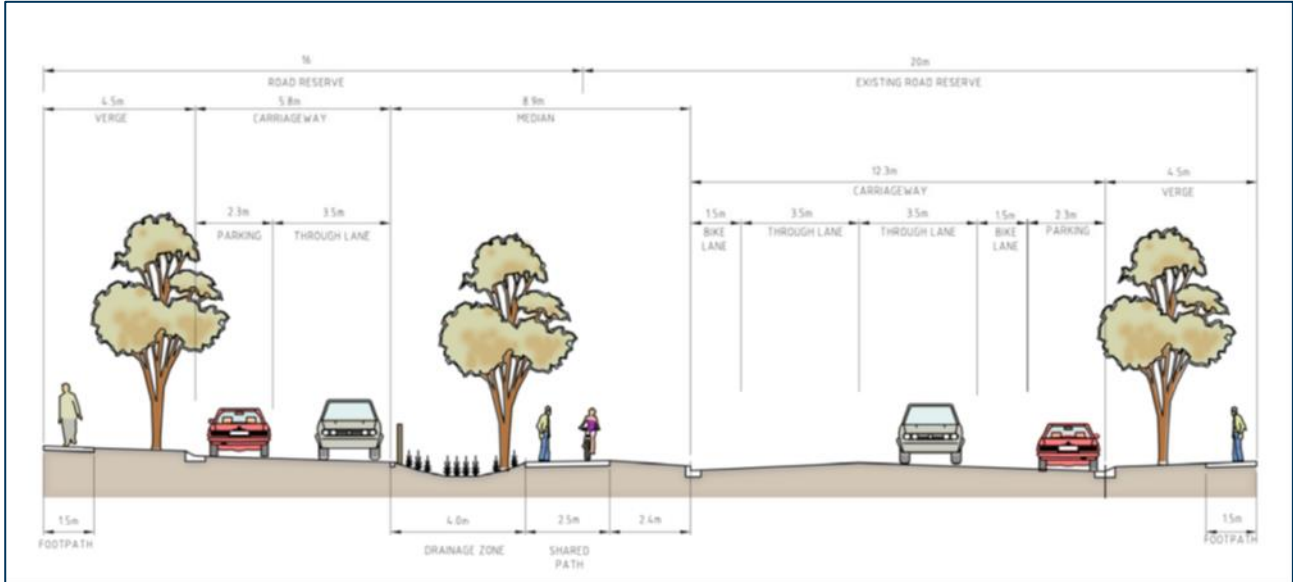 16
20m
ROAD RESERVE
EXISTING ROAD RESERVE
4.5m
5.8m
8.9m
VERGE
CARRIAGEWAY
MEDIAN
12.3m
4.5m
CARRIAGEWAY
VERGE
2.3m
3.5m
1.5m
3.5m
3.5m
1.5m
2.3m
PARKING
THROUGH LANE
BIKE
LANE
THROUGH LANE
THROUGH LANE
BIKE
LANE
PARKING
1.5m
4.0m
2.5m
2.4m
1.5m
FOOTPATH
DRAINAGE ZONE
SHARED
PATH
FOOTPATH